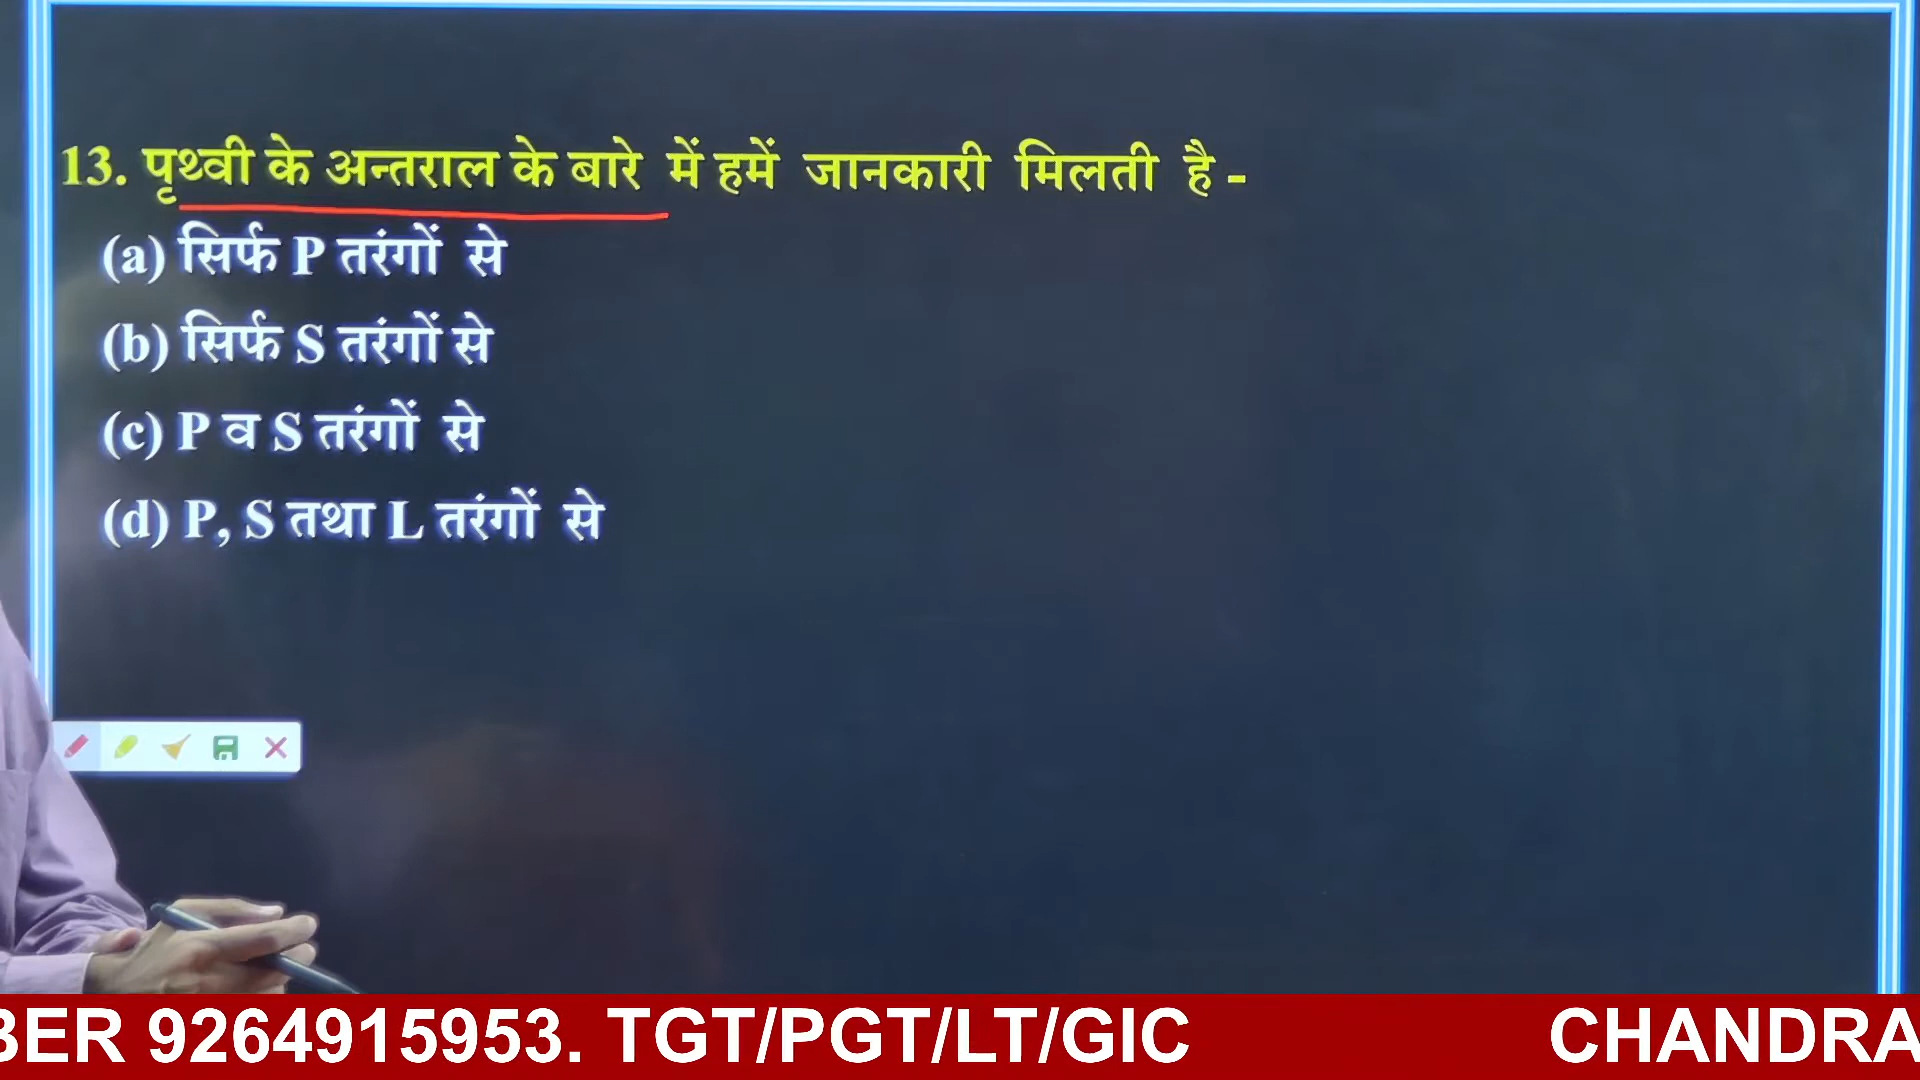 13. पृथ्वी के अन्तराल के बारे में हमें जानकारी मिलती है -
(a) सिर्फ P तरंगों से
(b) सिर्फ S तरंगों से
(c) P व S तरंगों से
(d) P, S तथा L तरंगों से
BER 9264915953. TGT/PGT/LT/GIC CHANDRA